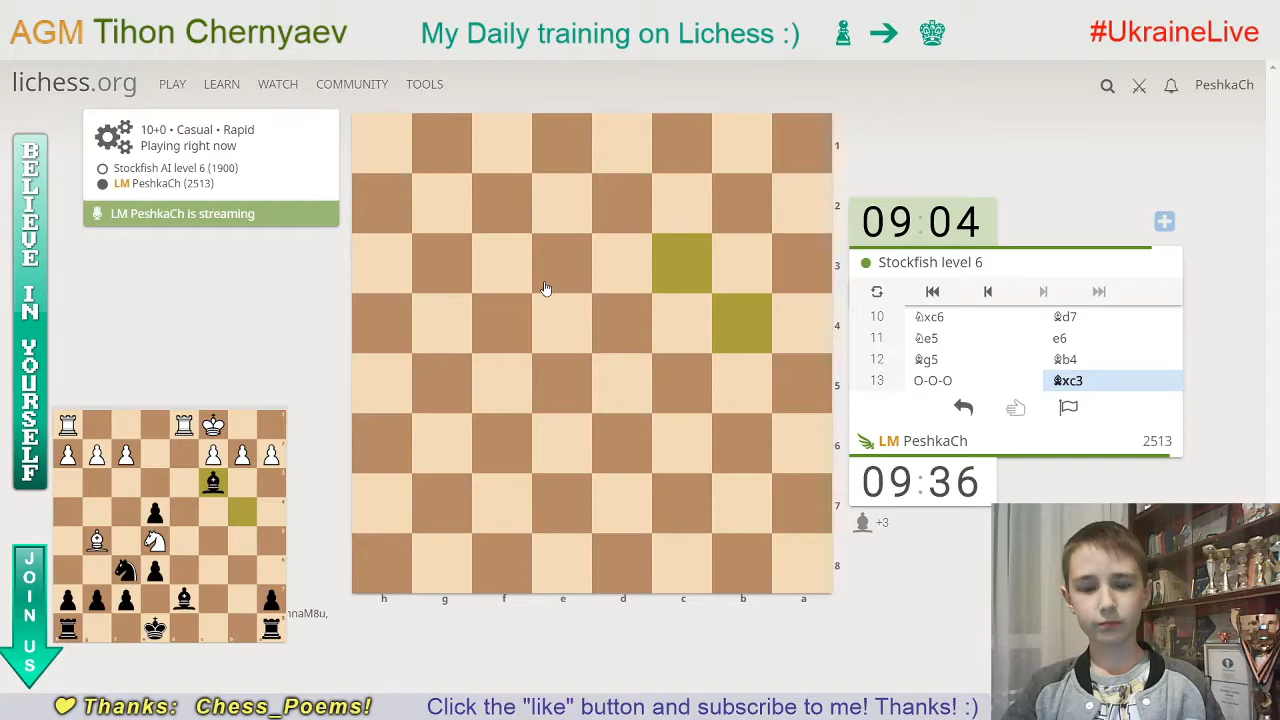 AGM Tihon Chernyaev
My Daily training on Lichess :)
#UkraineLive
lichess.org
PLAY LEARN WATCH COMMUNITY TOOLS
PeshkaCh
BELIEVE IN YOURSELF
10+0 • Casual • Rapid
Playing right now
Stockfish AI level 6 (1900)
LM PeshkaCh (2513)
LM PeshkaCh is streaming
1
2
3
4
5
6
7
8
h g f e d c b a
09:04
Stockfish level 6
10 ♘xc6 ♝d7
11 ♘e5 e6
12 ♗g5 ♝b4
13 O-O-O ♝xc3
LM PeshkaCh 2513
09:36
+3
JOIN US
nnaM8u,
Thanks: Chess_Poems!
Click the "like" button and subscribe to me! Thanks! :)